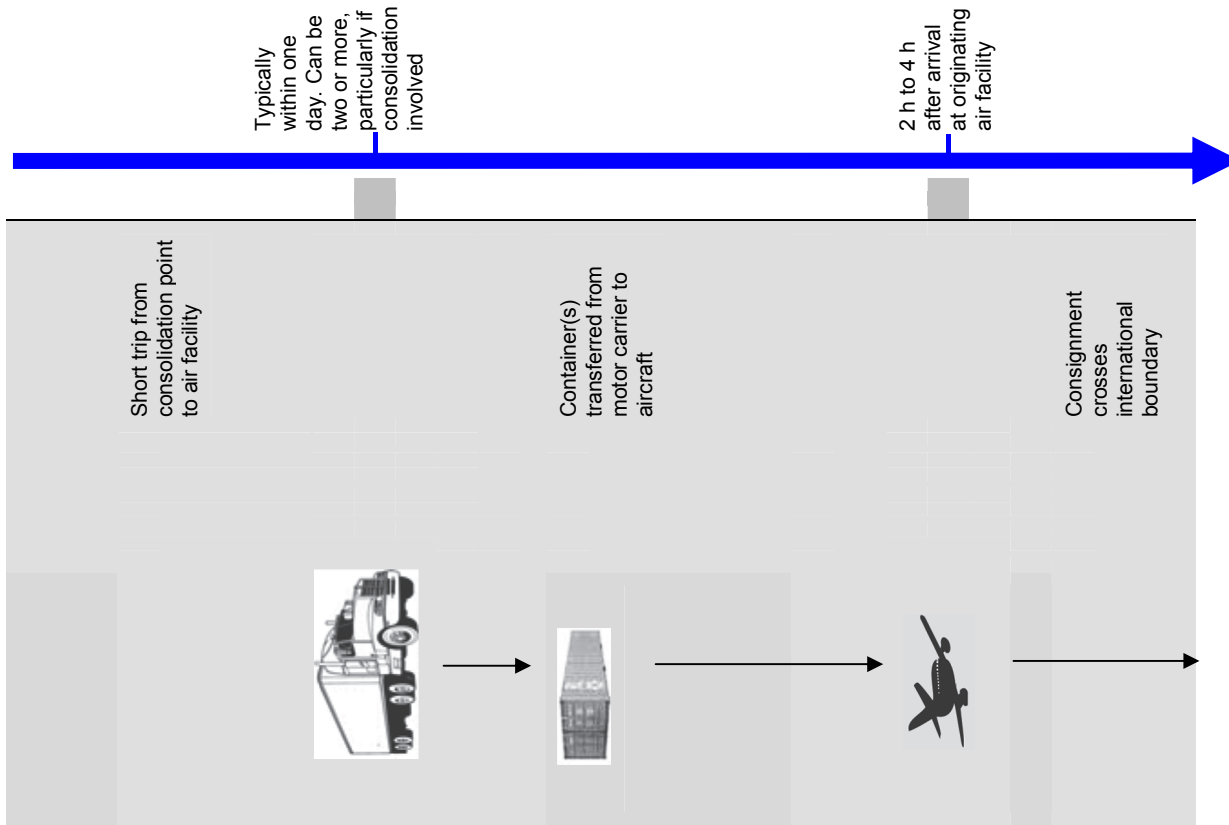 Typically
within one
day. Can be
two or more,
particularly if
consolidation
involved
2 h to 4 h
after arrival
at originating
air facility
Short trip from
consolidation point
to air facility
Container(s)
transferred from
motor carrier to
aircraft
Consignment
crosses
international
boundary